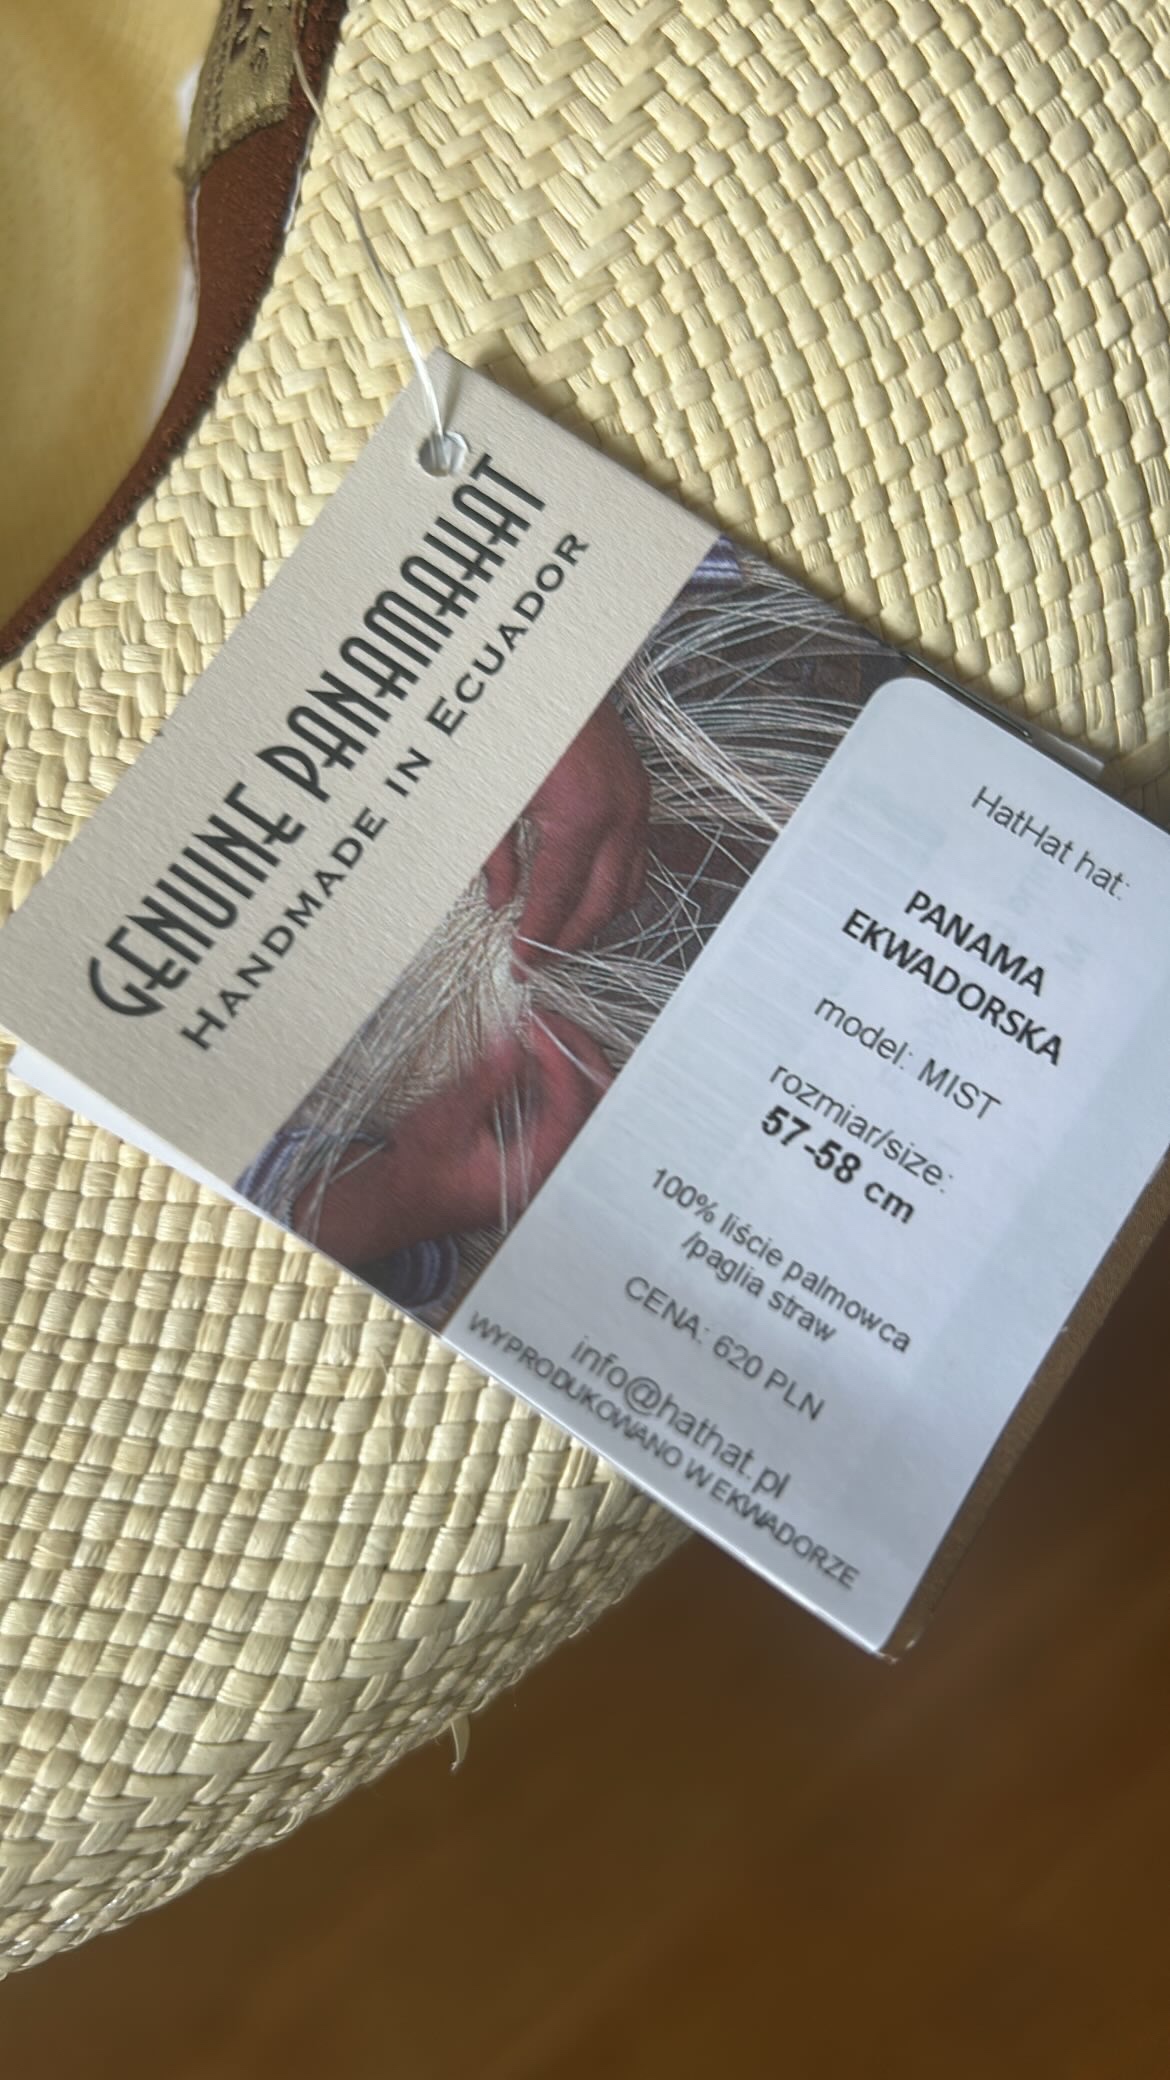 GENUINE PANAMAHAT
HANDMADE IN ECUADOR
HatHat hat:
PANAMA
EKWADORSKA
model: MIST
rozmiar/size:
57-58 cm
100% liście palmowca
/paglia straw
CENA: 620 PLN
info@hathat.pl
WYPRODUKOWANO W EKWADORZE